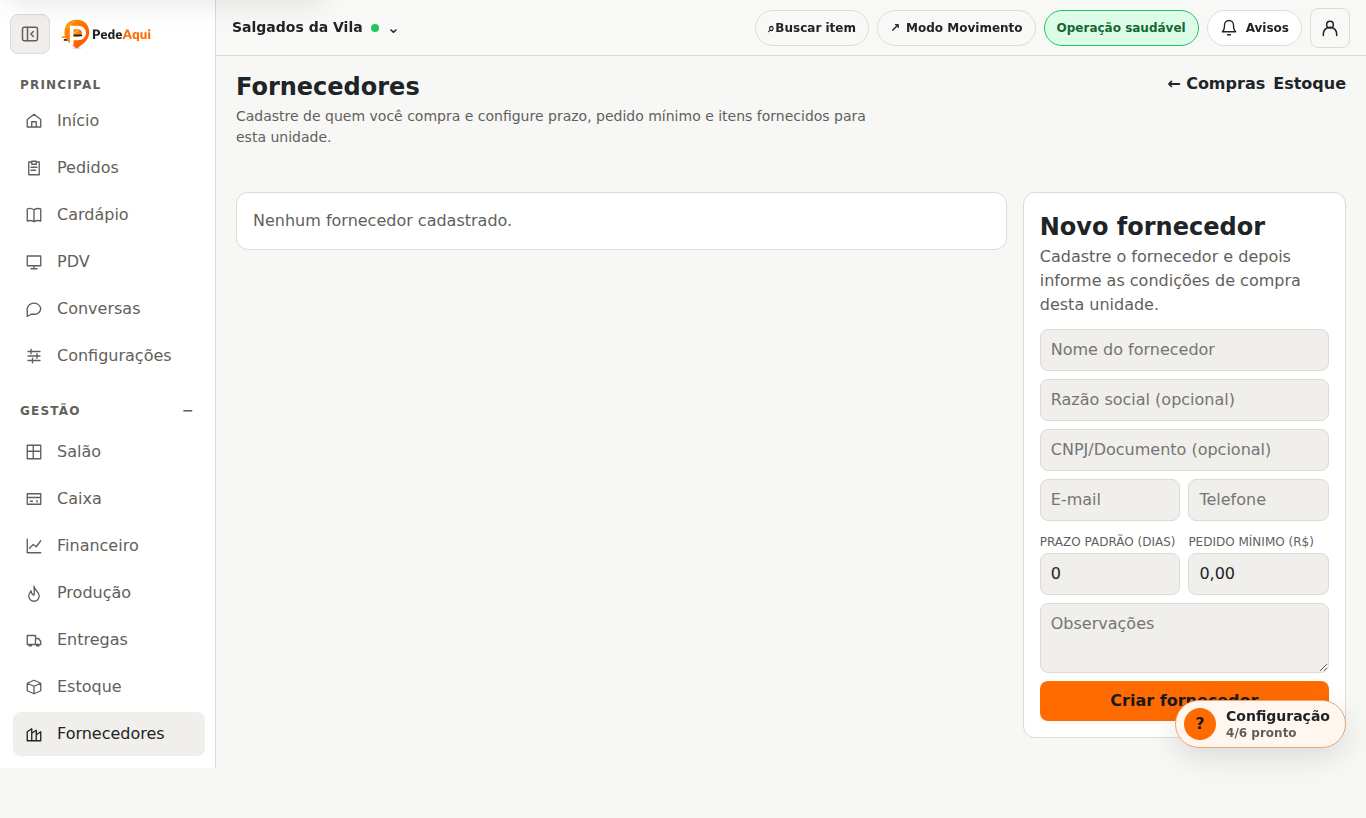 PedeAqui
PRINCIPAL
Início
Pedidos
Cardápio
PDV
Conversas
Configurações
GESTÃO −
Salão
Caixa
Financeiro
Produção
Entregas
Estoque
Fornecedores
Salgados da Vila
⌕Buscar item
↗ Modo Movimento
Operação saudável
Avisos
Fornecedores
Cadastre de quem você compra e configure prazo, pedido mínimo e itens fornecidos para
esta unidade.
← Compras Estoque
Nenhum fornecedor cadastrado.
Novo fornecedor
Cadastre o fornecedor e depois
informe as condições de compra
desta unidade.
Nome do fornecedor
Razão social (opcional)
CNPJ/Documento (opcional)
E-mail Telefone
PRAZO PADRÃO (DIAS) PEDIDO MÍNIMO (R$)
0 0,00
Observações
Criar fornecedor
? Configuração
4/6 pronto